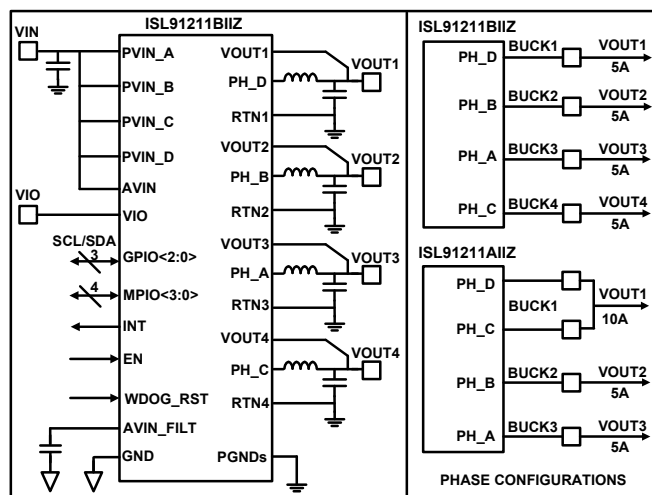 ISL91211BIIZ
VIN
PVIN_A
PVIN_B
PVIN_C
PVIN_D
AVIN
VIO
VIO
SCL/SDA
3
GPIO<2:0>
4
MPIO<3:0>
INT
EN
WDOG_RST
AVIN_FILT
GND
VOUT1
PH_D
VOUT1
RTN1
VOUT2
PH_B
VOUT2
RTN2
VOUT3
PH_A
VOUT3
RTN3
VOUT4
PH_C
VOUT4
RTN4
PGNDs
ISL91211BIIZ
PH_D BUCK1 VOUT1
5A
PH_B BUCK2 VOUT2
5A
PH_A BUCK3 VOUT3
5A
PH_C BUCK4 VOUT4
5A
ISL91211AIIZ
PH_D
BUCK1 VOUT1
10A
PH_C
PH_B BUCK2 VOUT2
5A
PH_A BUCK3 VOUT3
5A
PHASE CONFIGURATIONS